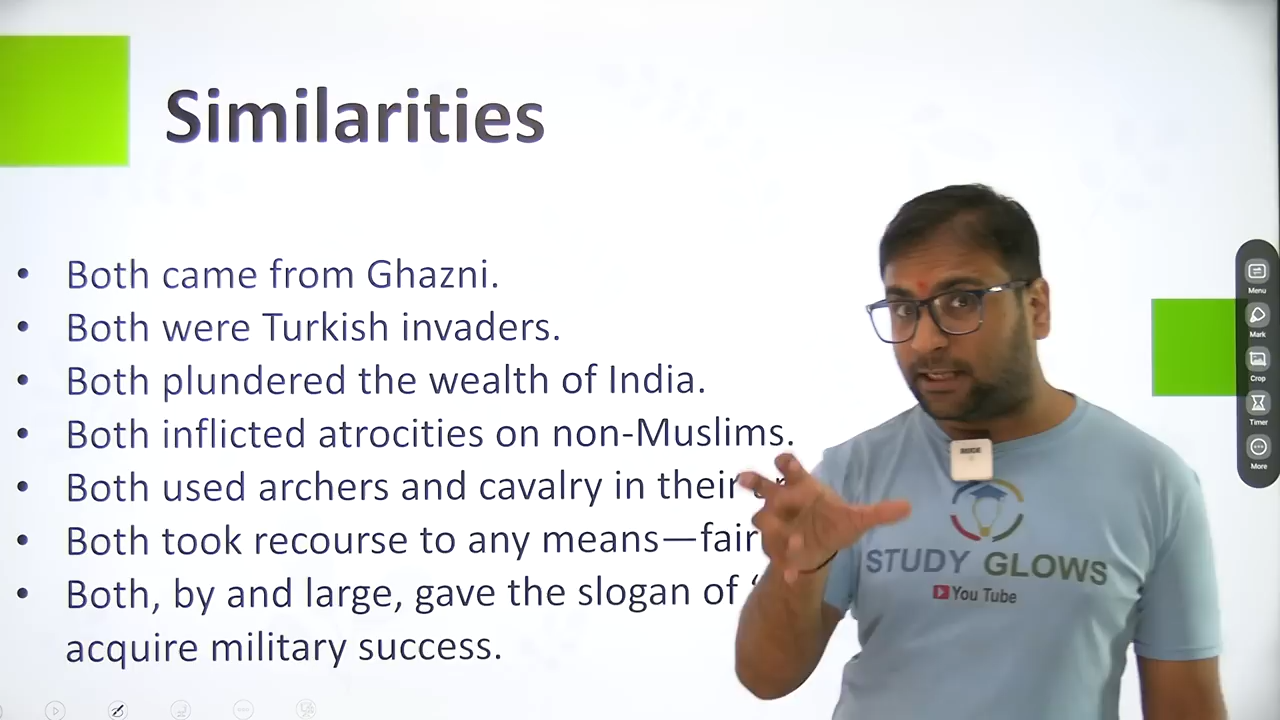 Similarities
• Both came from Ghazni.
• Both were Turkish invaders.
• Both plundered the wealth of India.
• Both inflicted atrocities on non-Muslims.
• Both used archers and cavalry in their
• Both took recourse to any means—fair
• Both, by and large, gave the slogan of ‘
acquire military success.
STUDY GLOWS
You Tube
Menu
Mark
Crop
Timer
More